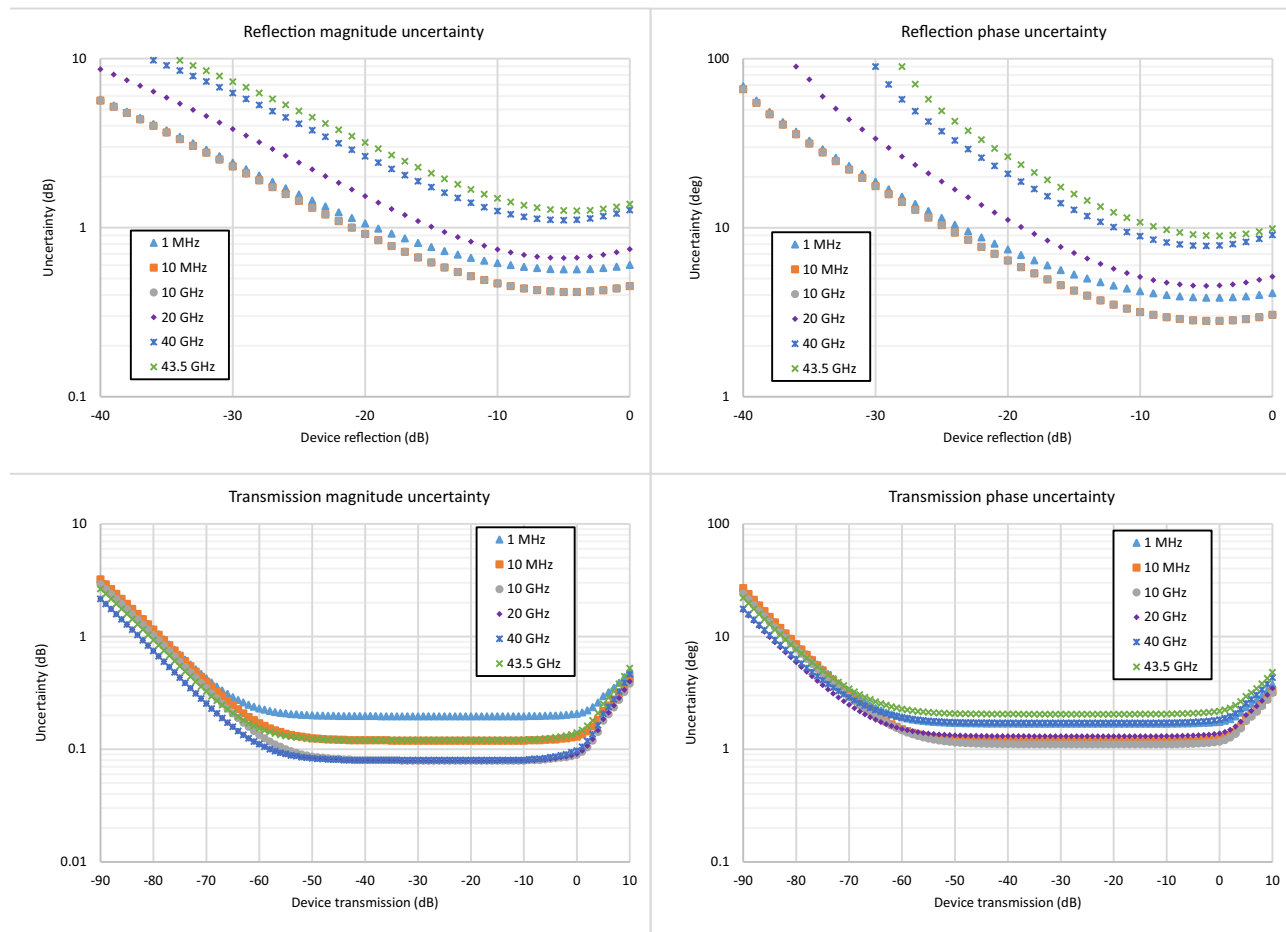 Reflection magnitude uncertainty
10
1
0.1
Uncertainty (dB)
1 MHz
10 MHz
10 GHz
20 GHz
40 GHz
43.5 GHz
-40 -30 -20 -10 0
Device reflection (dB)
Reflection phase uncertainty
100
10
1
Uncertainty (deg)
1 MHz
10 MHz
10 GHz
20 GHz
40 GHz
43.5 GHz
-40 -30 -20 -10 0
Device reflection (dB)
Transmission magnitude uncertainty
10
1
0.1
0.01
Uncertainty (dB)
1 MHz
10 MHz
10 GHz
20 GHz
40 GHz
43.5 GHz
-90 -80 -70 -60 -50 -40 -30 -20 -10 0 10
Device transmission (dB)
Transmission phase uncertainty
100
10
1
0.1
Uncertainty (deg)
1 MHz
10 MHz
10 GHz
20 GHz
40 GHz
43.5 GHz
-90 -80 -70 -60 -50 -40 -30 -20 -10 0 10
Device transmission (dB)